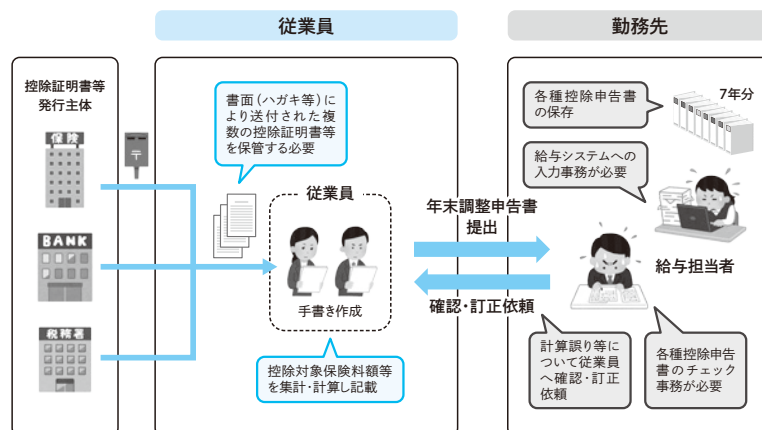 従業員
勤務先
控除証明書等
発行主体
保険
〒
BANK
税務署
書面(ハガキ等)に
より送付された複
数の控除証明書等
を保管する必要
従業員
手書き作成
控除対象保険料額等
を集計・計算し記載
年末調整申告書
提出
確認・訂正依頼
各種控除申告書
の保存
7年分
給与システムへの
入力事務が必要
給与担当者
計算誤り等に
ついて従業員
へ確認・訂正
依頼
各種控除申告
書のチェック
事務が必要